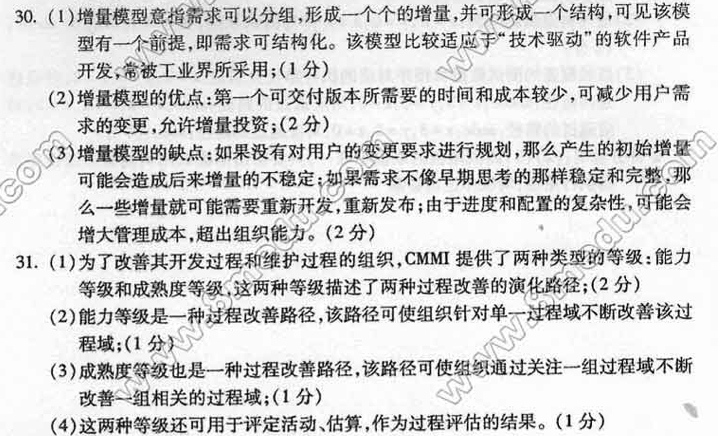 30. (1)增量模型意指需求可以分组,形成一个个的增量,并可形成一个结构,可见该模
型有一个前提,即需求可结构化。该模型比较适应于“技术驱动”的软件产品
开发,常被工业界所采用;(1分)
(2)增量模型的优点:第一个可交付版本所需要的时间和成本较少,可减少用户需
求的变更,允许增量投资;(2分)
(3)增量模型的缺点:如果没有对用户的变更要求进行规划,那么产生的初始增量
可能会造成后来增量的不稳定;如果需求不像早期思考的那样稳定和完整,那
么一些增量就可能需要重新开发,重新发布;由于进度和配置的复杂性,可能会
增大管理成本,超出组织能力。(2分)
31. (1)为了改善其开发过程和维护过程的组织,CMMI提供了两种类型的等级:能力
等级和成熟度等级,这两种等级描述了两种过程改善的演化路径;(2分)
(2)能力等级是一种过程改善路径,该路径可使组织针对单一过程域不断改善该过
程域;(1分)
(3)成熟度等级也是一种过程改善路径,该路径可使组织通过关注一组过程域不断
改善一组相关的过程域;(1分)
(4)这两种等级还可用于评定活动、估算,作为过程评估的结果。(1分)